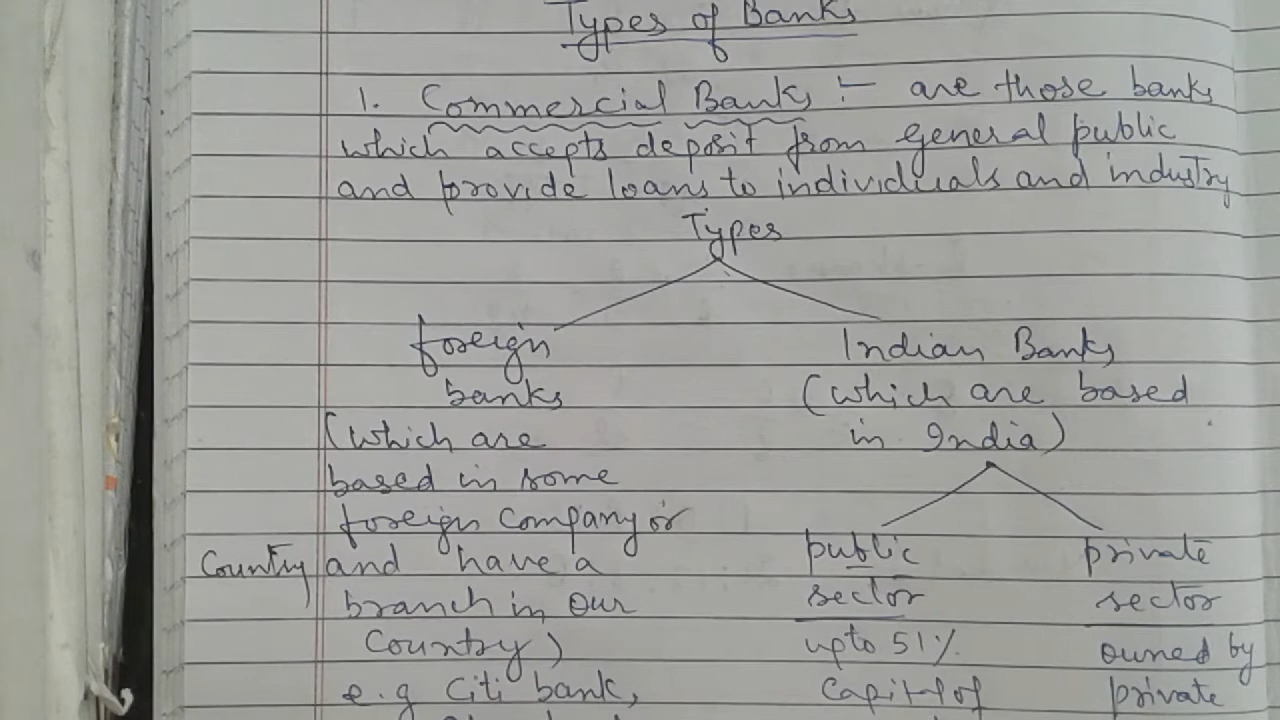 Types of Banks
1. Commercial Banks :- are those banks
which accepts deposit from general public
and provide loans to individuals and industry
Types
foreign
banks
(which are
based in some
foreign company or
Country and have a
branch in our
Country)
e.g Citi bank,
Indian Banks
(which are based
in India)
public
sector
upto 51%
capital of
private
sector
owned by
private